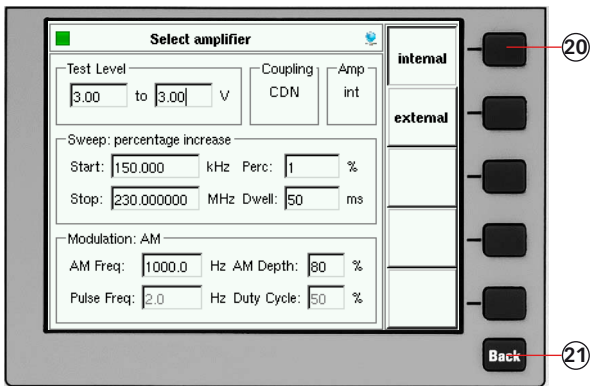 Select amplifier
internal
20
Test Level
Coupling
Amp
3.00 to 3.00 V
CDN
int
external
Sweep: percentage increase
Start: 150.000 kHz Perc: 1 %
Stop: 230.000000 MHz Dwell: 50 ms
Modulation: AM
AM Freq: 1000.0 Hz AM Depth: 80 %
Pulse Freq: 2.0 Hz Duty Cycle: 50 %
Back
21